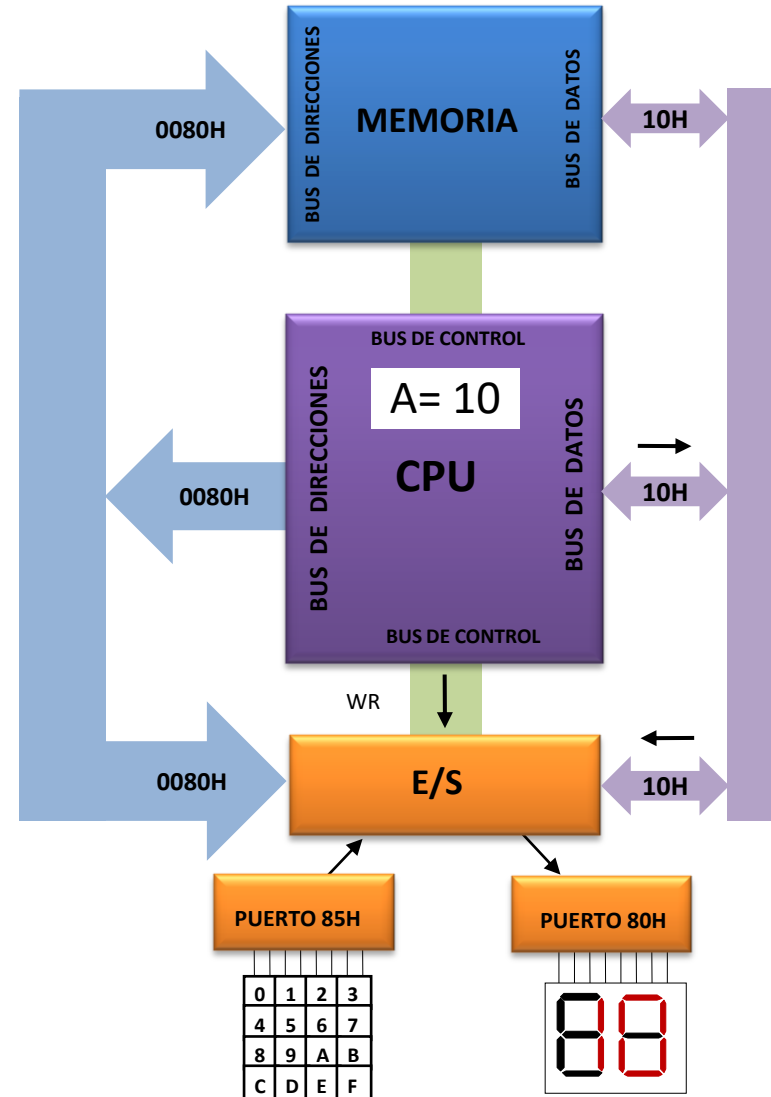 BUS DE DIRECCIONES
MEMORIA
BUS DE DATOS
0080H
10H
BUS DE CONTROL
BUS DE DIRECCIONES
A= 10
CPU
BUS DE DATOS
0080H
10H
BUS DE CONTROL
WR
0080H
E/S
10H
PUERTO 85H
PUERTO 80H
0 1 2 3
4 5 6 7
8 9 A B
C D E F
10